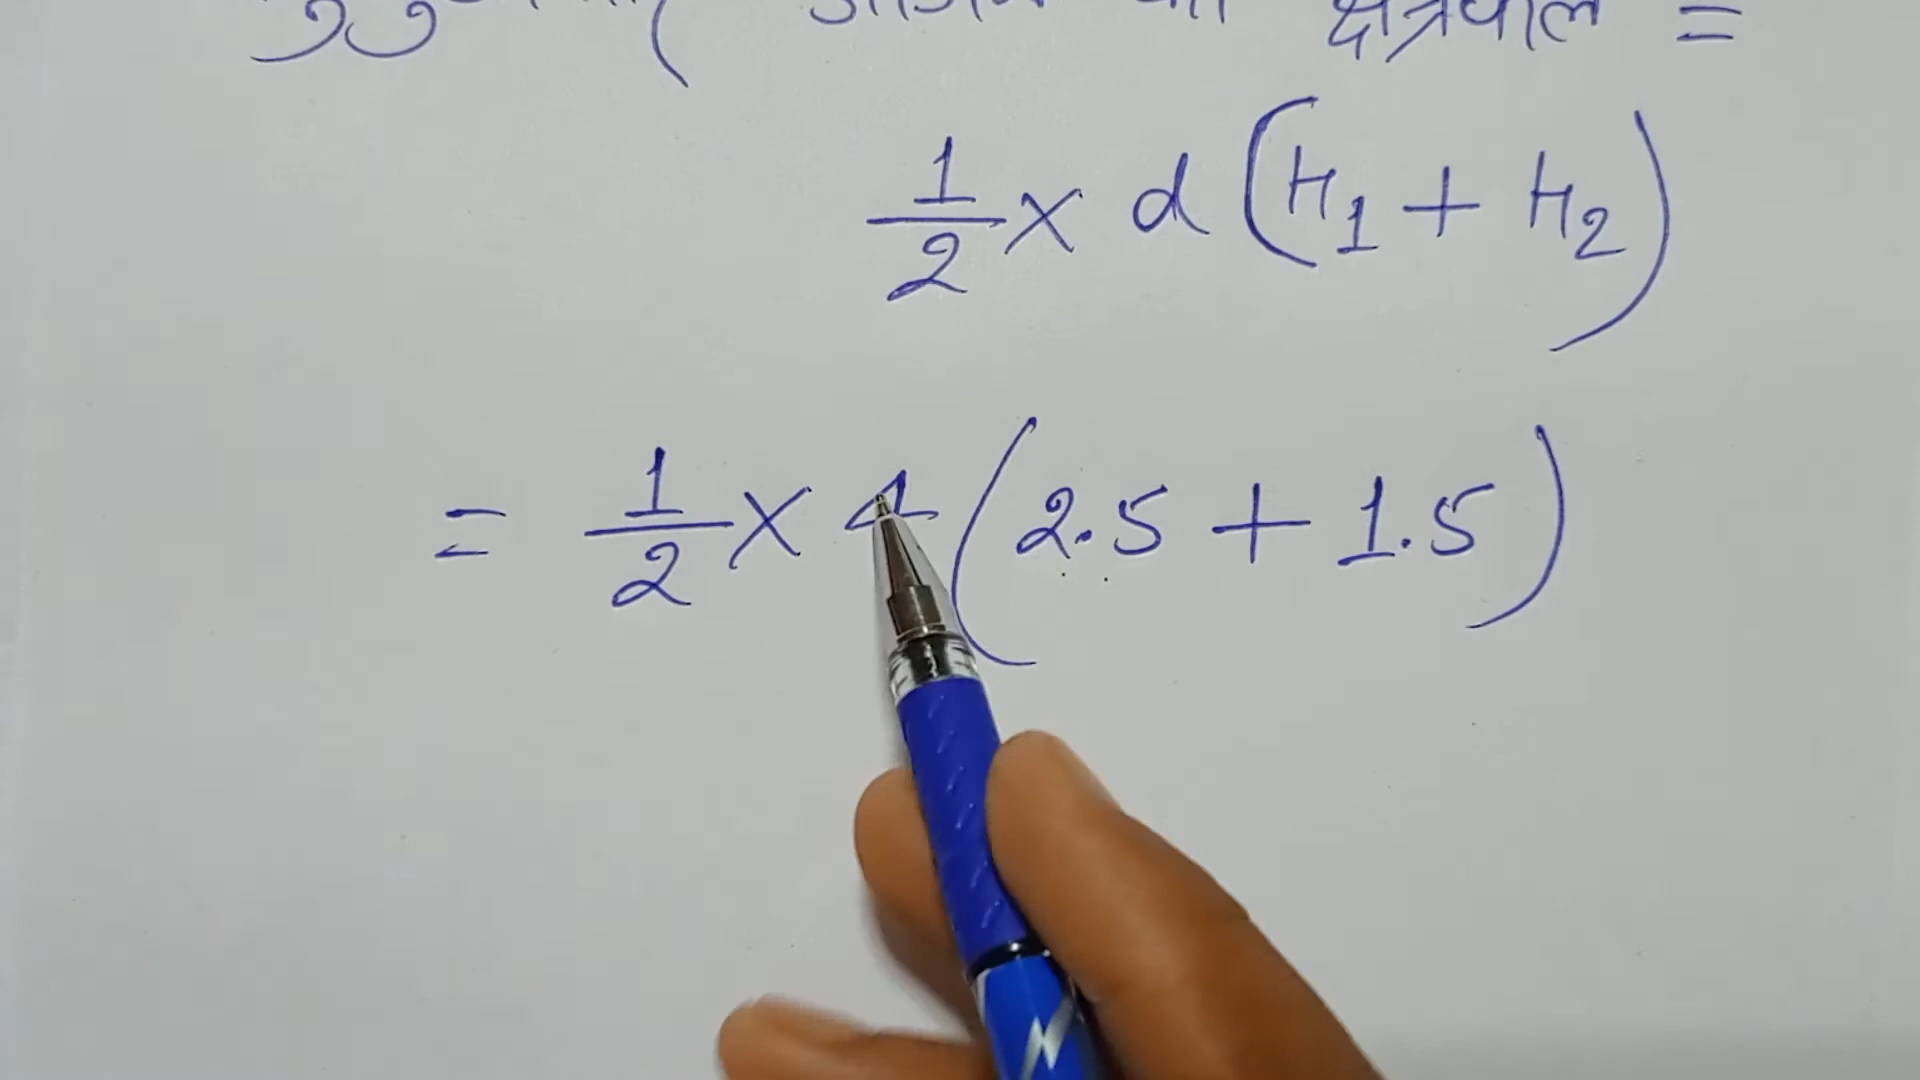 क्षेत्रफल =
1/2 × d (H₁ + H₂)
= 1/2 × 4 (2.5 + 1.5)